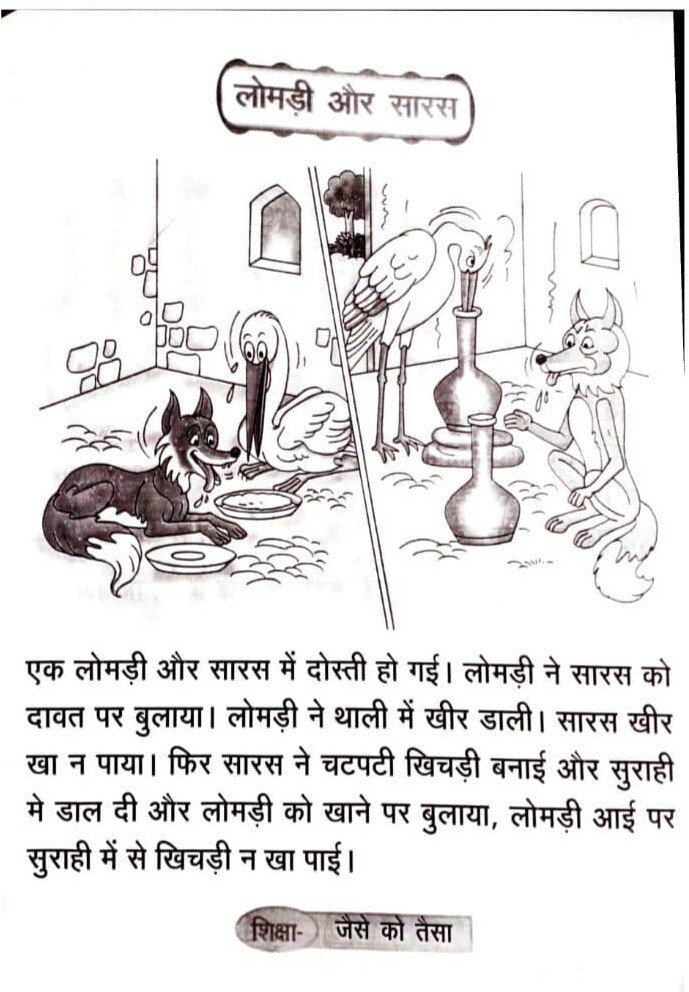 लोमड़ी और सारस
एक लोमड़ी और सारस में दोस्ती हो गई। लोमड़ी ने सारस को
दावत पर बुलाया। लोमड़ी ने थाली में खीर डाली। सारस खीर
खा न पाया। फिर सारस ने चटपटी खिचड़ी बनाई और सुराही
मे डाल दी और लोमड़ी को खाने पर बुलाया, लोमड़ी आई पर
सुराही में से खिचड़ी न खा पाई।
शिक्षा- जैसे को तैसा